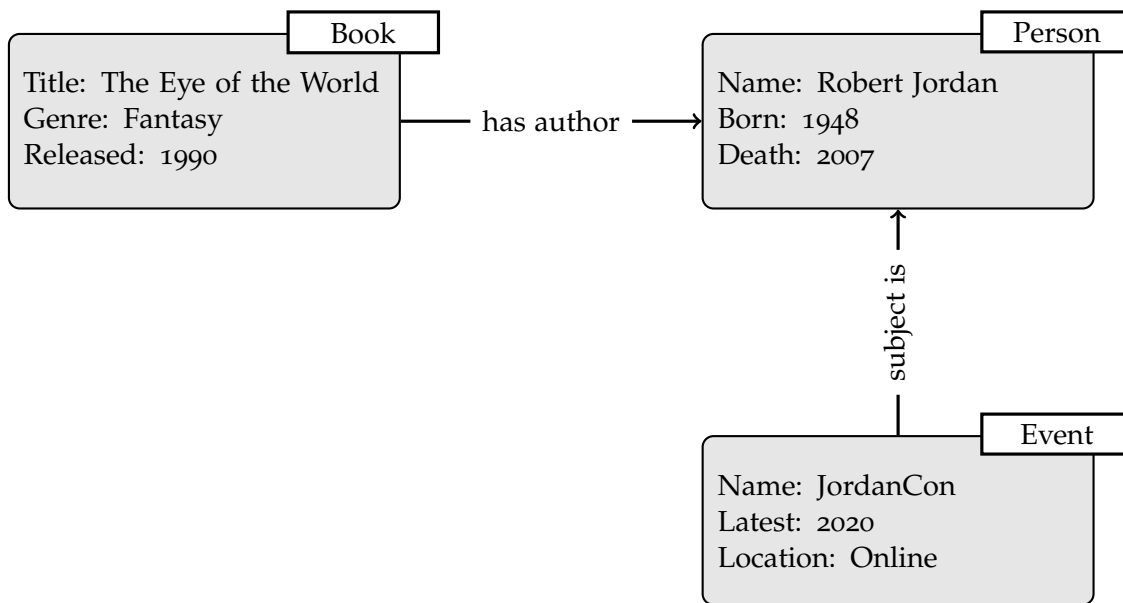 Book
Title: The Eye of the World
Genre: Fantasy
Released: 1990
has author
Person
Name: Robert Jordan
Born: 1948
Death: 2007
subject is
Event
Name: JordanCon
Latest: 2020
Location: Online